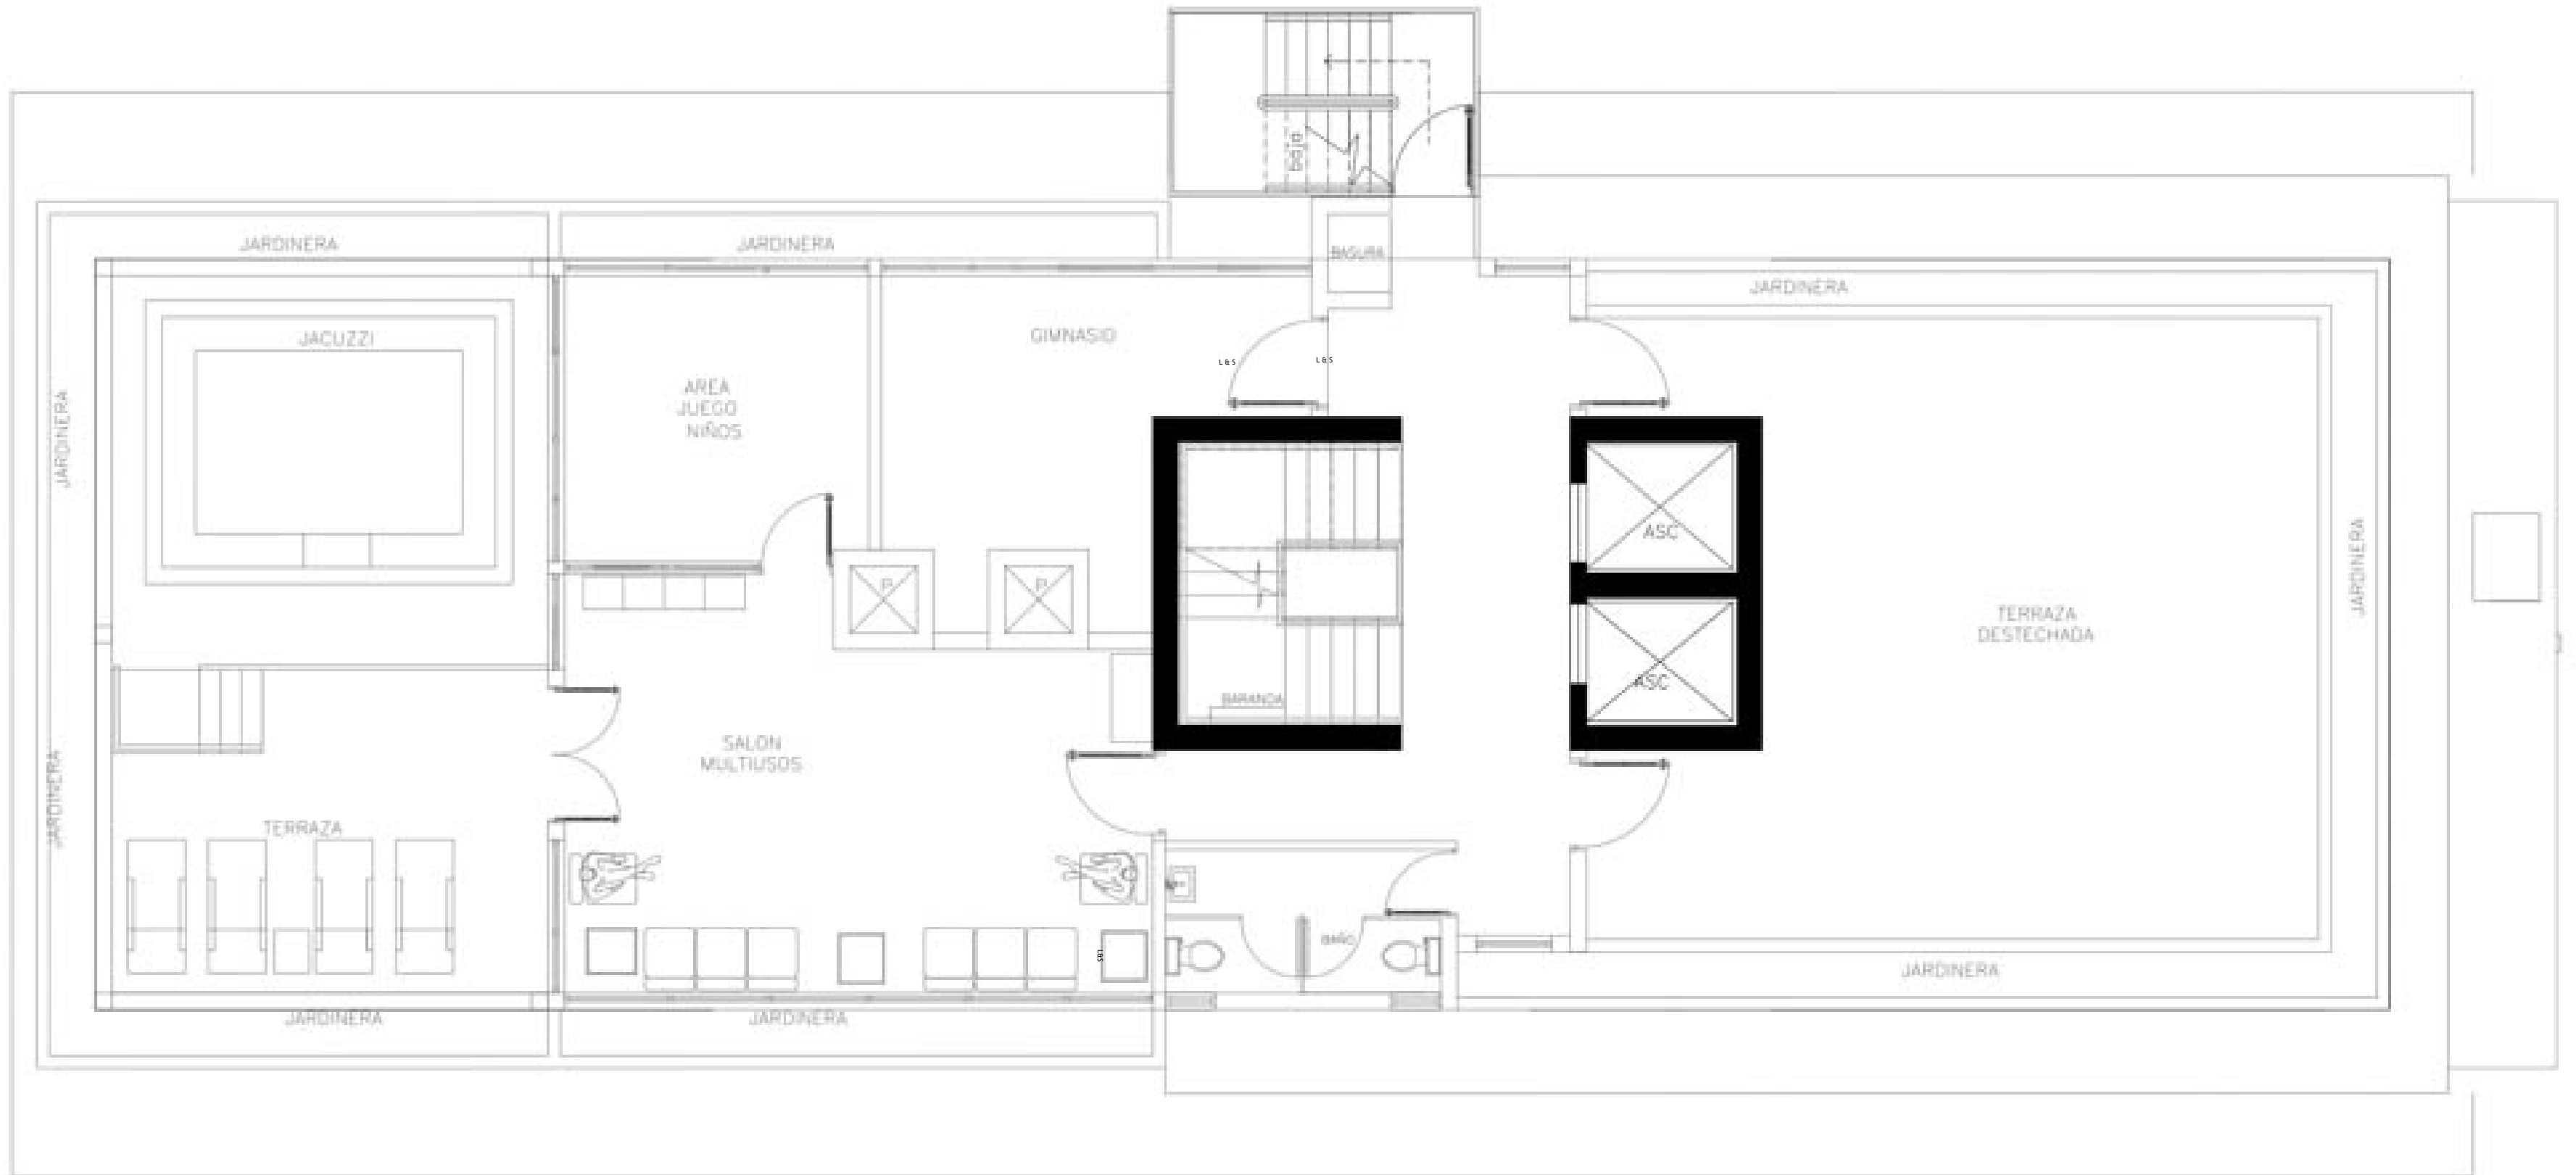 baja
JARDINERA
JARDINERA
BASURA
JARDINERA
JACUZZI
GIMNASIO
L&S
L&S
AREA
JUEGO
NIÑOS
JARDINERA
ASC
P
P
JARDINERA
TERRAZA
DESTECHADA
ASC
BARANDA
SALON
MULTIUSOS
JARDINERA
TERRAZA
BAÑO
L&S
JARDINERA
JARDINERA
JARDINERA